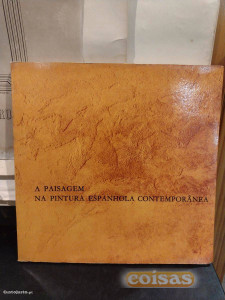 A PAISAGEM
NA PINTURA ESPANHOLA CONTEMPORÂNEA
coisas